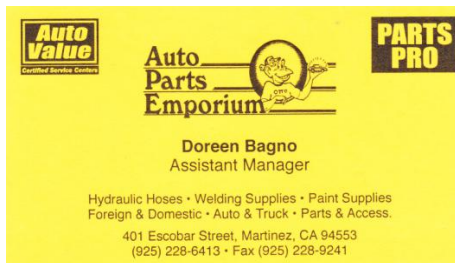 Auto
Value
Certified Service Centers
PARTS
PRO
Auto
Parts
Emporium
Doreen Bagno
Assistant Manager
Hydraulic Hoses • Welding Supplies • Paint Supplies
Foreign & Domestic • Auto & Truck • Parts & Access.
401 Escobar Street, Martinez, CA 94553
(925) 228-6413 • Fax (925) 228-9241